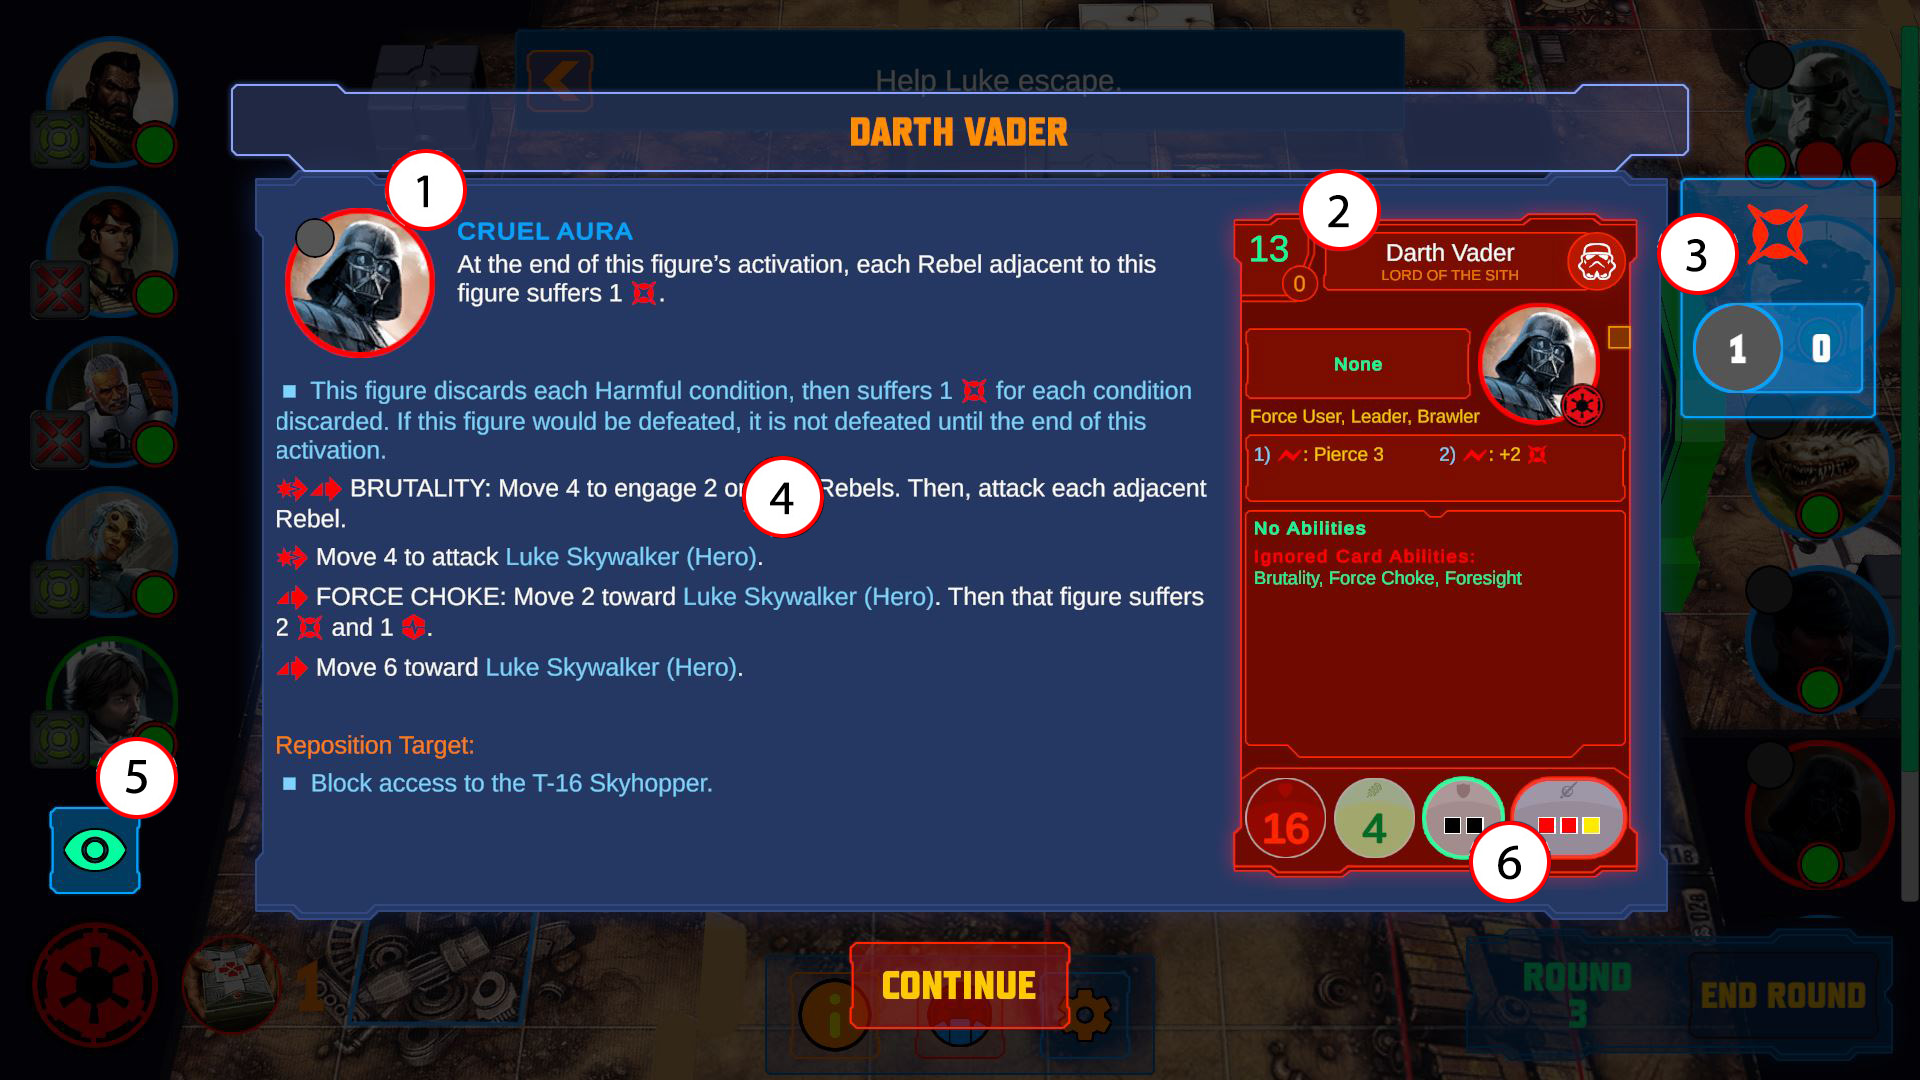 Help Luke escape.
DARTH VADER
1
CRUEL AURA
At the end of this figure’s activation, each Rebel adjacent to this
figure suffers 1 .
This figure discards each Harmful condition, then suffers 1 for each condition
discarded. If this figure would be defeated, it is not defeated until the end of this
activation.
BRUTALITY: Move 4 to engage 2 or Rebels. Then, attack each adjacent
Rebel.
4
Move 4 to attack Luke Skywalker (Hero).
FORCE CHOKE: Move 2 toward Luke Skywalker (Hero). Then that figure suffers
2 and 1 .
Move 6 toward Luke Skywalker (Hero).
Reposition Target:
Block access to the T-16 Skyhopper.
2
13
0
Darth Vader
LORD OF THE SITH
None
Force User, Leader, Brawler
1) : Pierce 3 2) : +2
No Abilities
Ignored Card Abilities:
Brutality, Force Choke, Foresight
16 4
6
3
1 0
5
1
CONTINUE
ROUND
3
END ROUND